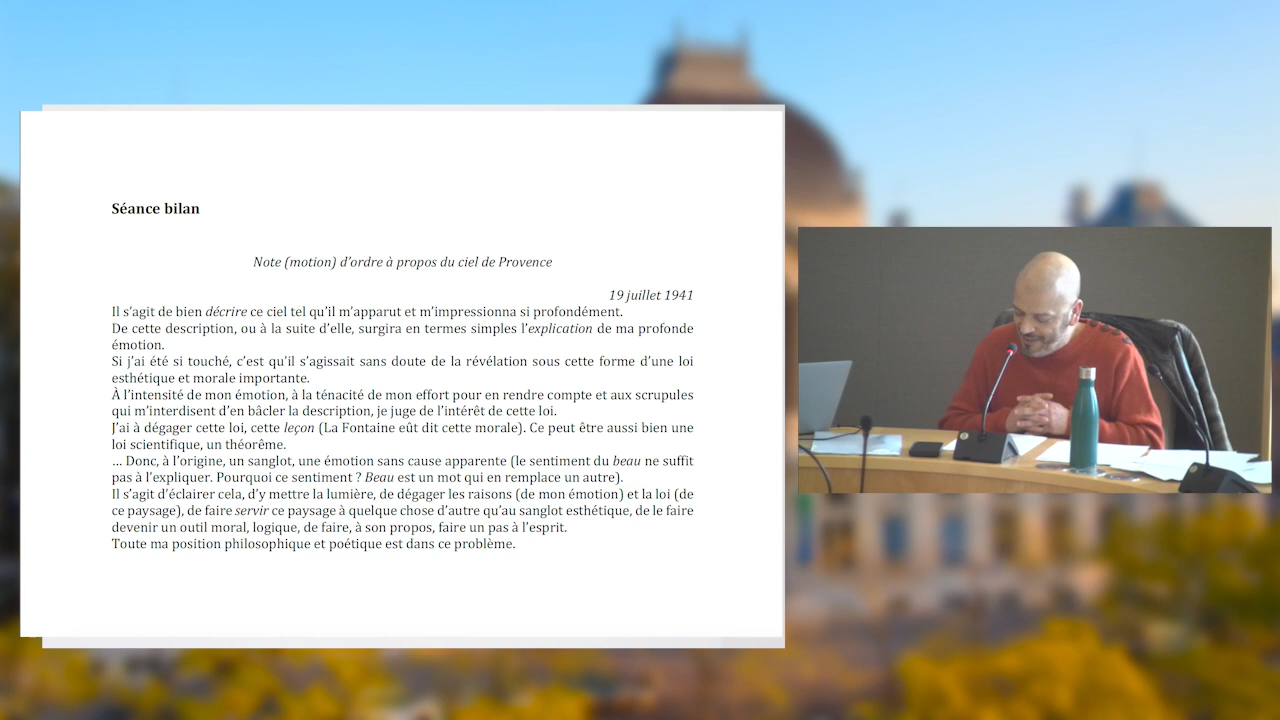 Séance bilan
Note (motion) d’ordre à propos du ciel de Provence
19 juillet 1941
Il s’agit de bien décrire ce ciel tel qu’il m’apparut et m’impressionna si profondément.
De cette description, ou à la suite d’elle, surgira en termes simples l’explication de ma profonde
émotion.
Si j’ai été si touché, c’est qu’il s’agissait sans doute de la révélation sous cette forme d’une loi
esthétique et morale importante.
À l’intensité de mon émotion, à la ténacité de mon effort pour en rendre compte et aux scrupules
qui m’interdisent d’en bâcler la description, je juge de l’intérêt de cette loi.
J’ai à dégager cette loi, cette leçon (La Fontaine eût dit cette morale). Ce peut être aussi bien une
loi scientifique, un théorême.
… Donc, à l’origine, un sanglot, une émotion sans cause apparente (le sentiment du beau ne suffit
pas à l’expliquer. Pourquoi ce sentiment ? Beau est un mot qui en remplace un autre).
Il s’agit d’éclairer cela, d’y mettre la lumière, de dégager les raisons (de mon émotion) et la loi (de
ce paysage), de faire servir ce paysage à quelque chose d’autre qu’au sanglot esthétique, de le faire
devenir un outil moral, logique, de faire, à son propos, faire un pas à l’esprit.
Toute ma position philosophique et poétique est dans ce problème.